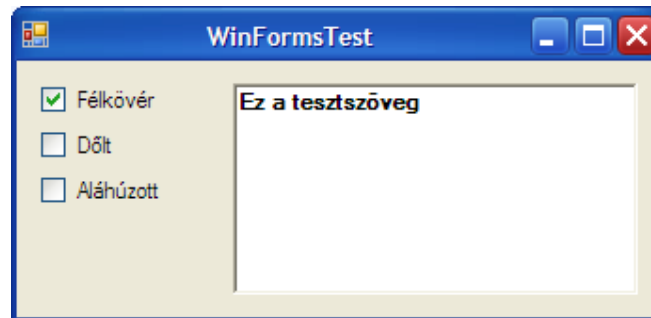 WinFormsTest
Félkövér
Dőlt
Aláhúzott
Ez a tesztszöveg